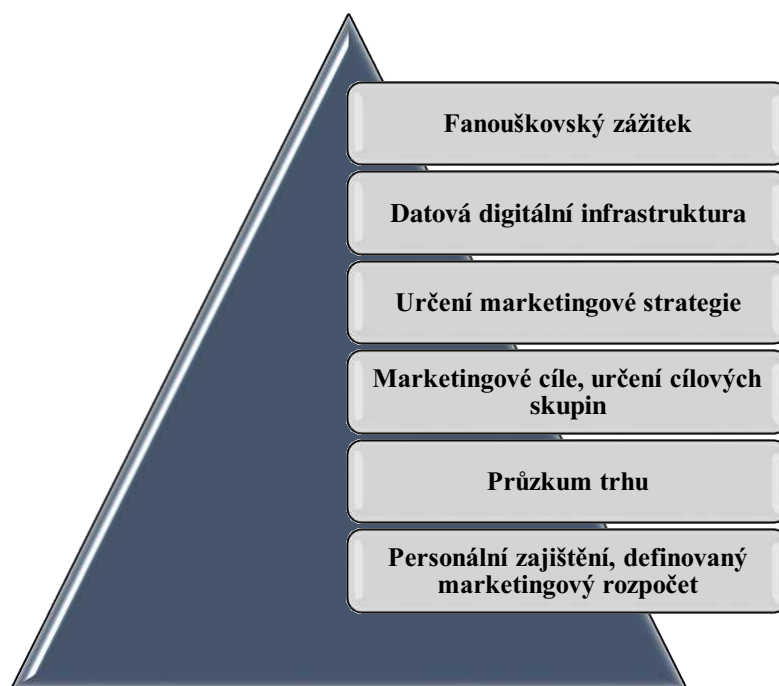 Fanouškovský zážitek
Datová digitální infrastruktura
Určení marketingové strategie
Marketingové cíle, určení cílových
skupin
Průzkum trhu
Personální zajištění, definovaný
marketingový rozpočet